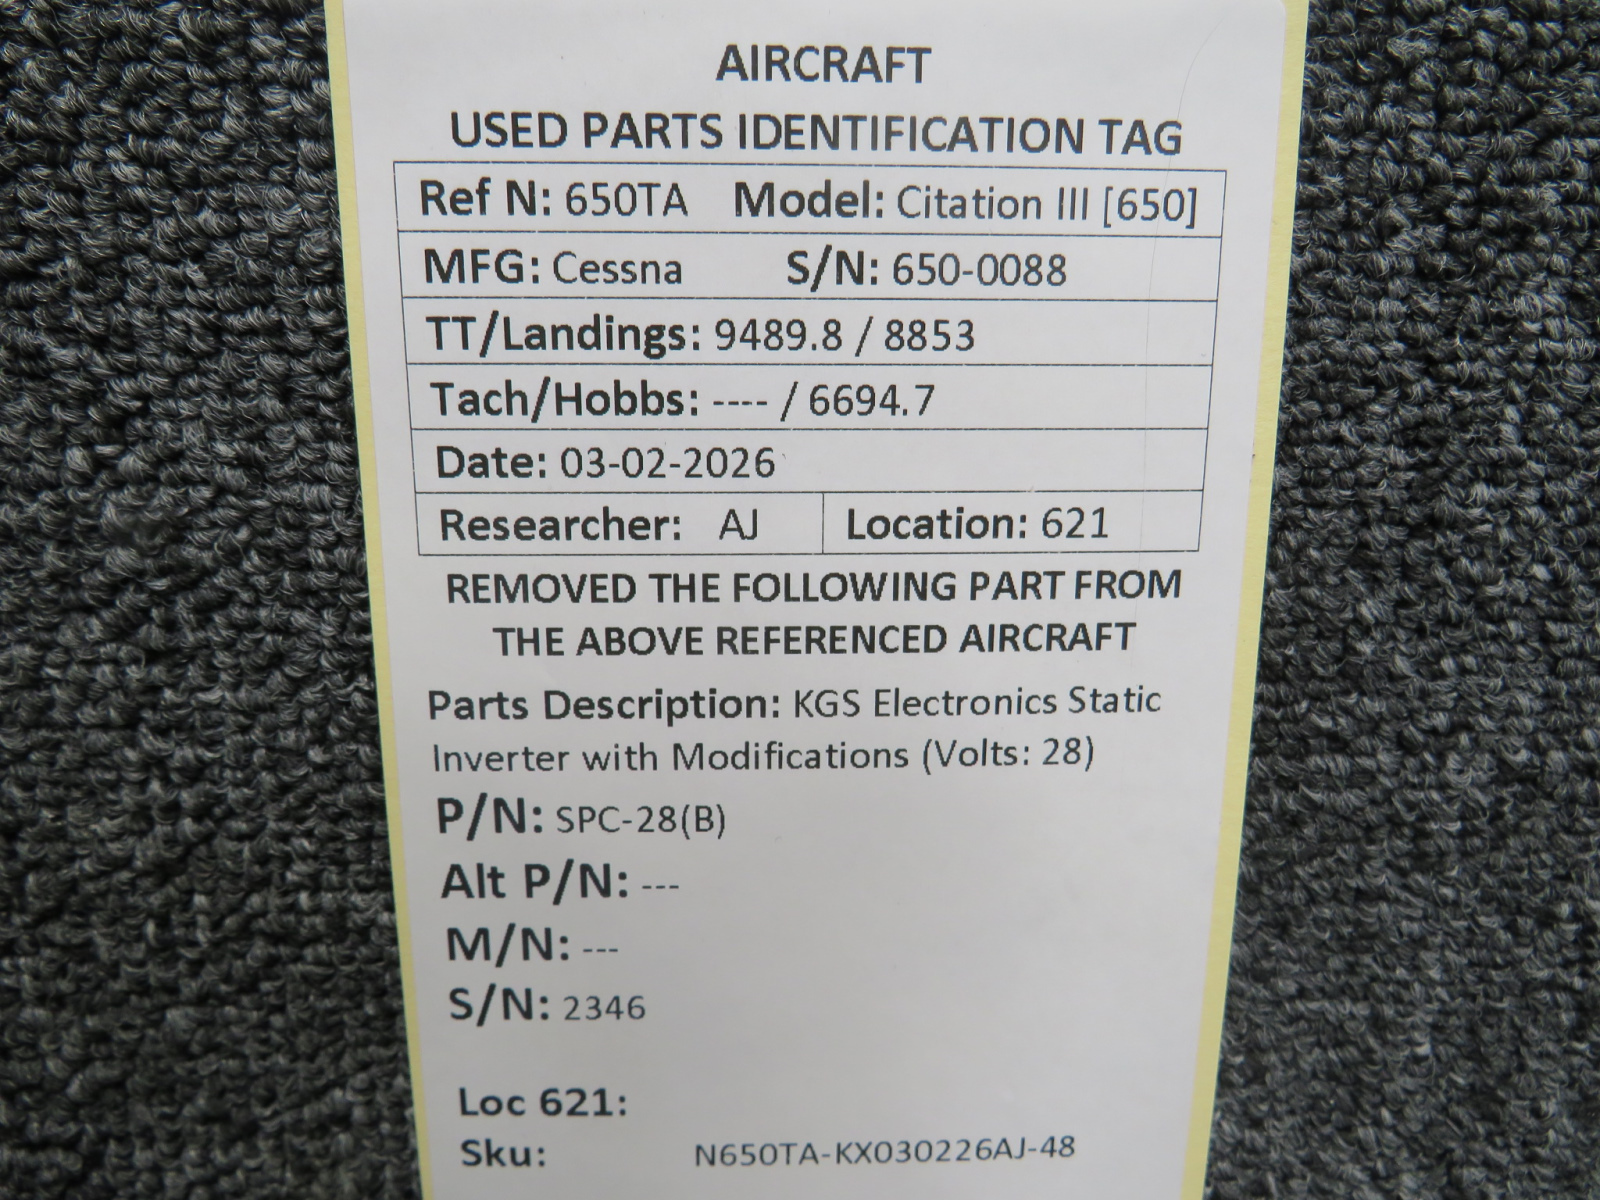 AIRCRAFT
USED PARTS IDENTIFICATION TAG
Ref N: 650TA Model: Citation III [650]
MFG: Cessna S/N: 650-0088
TT/Landings: 9489.8 / 8853
Tach/Hobbs: ---- / 6694.7
Date: 03-02-2026
Researcher: AJ Location: 621
REMOVED THE FOLLOWING PART FROM
THE ABOVE REFERENCED AIRCRAFT
Parts Description: KGS Electronics Static
Inverter with Modifications (Volts: 28)
P/N: SPC-28(B)
Alt P/N: ---
M/N: ---
S/N: 2346
Loc 621:
Sku: N650TA-KX030226AJ-48